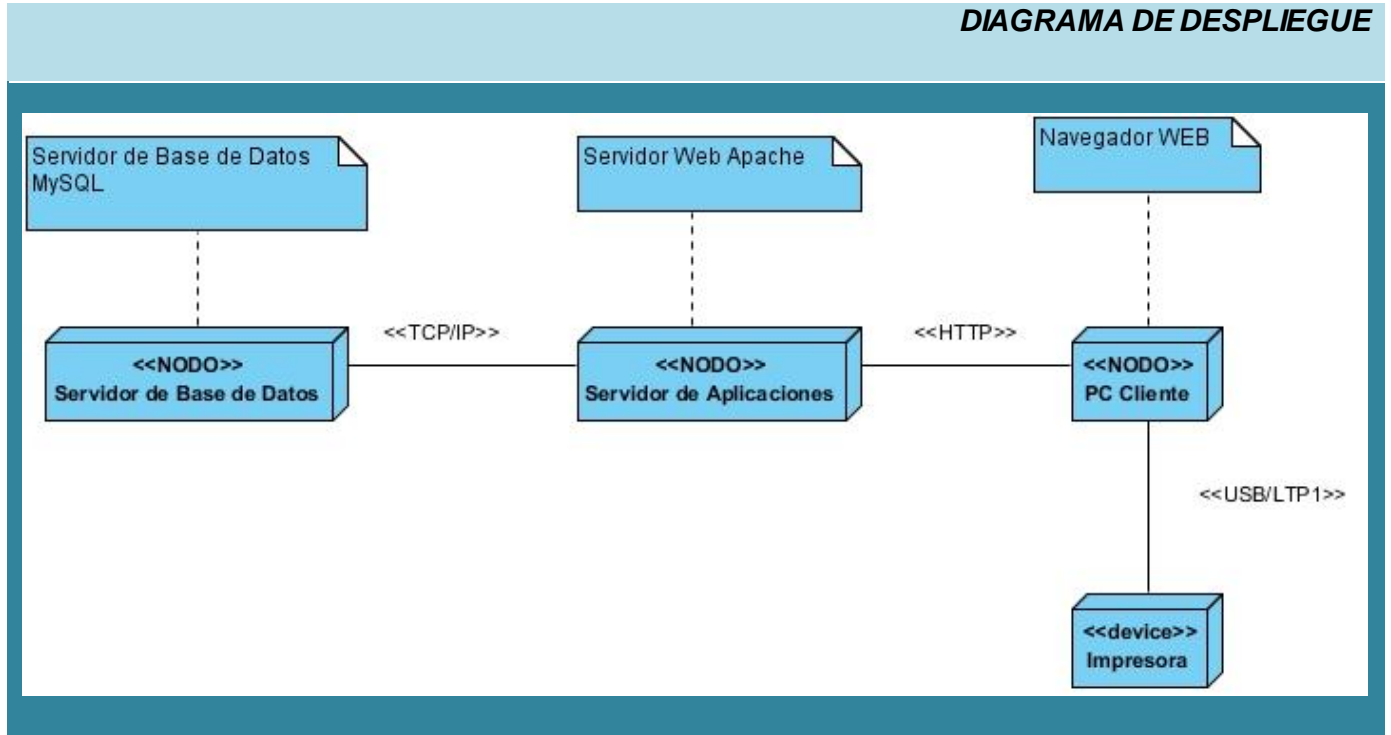 DIAGRAMA DE DESPLIEGUE
Servidor de Base de Datos
MySQL
Servidor Web Apache
Navegador WEB
<<TCP/IP>>
<<HTTP>>
<<NODO>>
Servidor de Base de Datos
<<NODO>>
Servidor de Aplicaciones
<<NODO>>
PC Cliente
<<USB/LTP1>>
<<device>>
Impresora